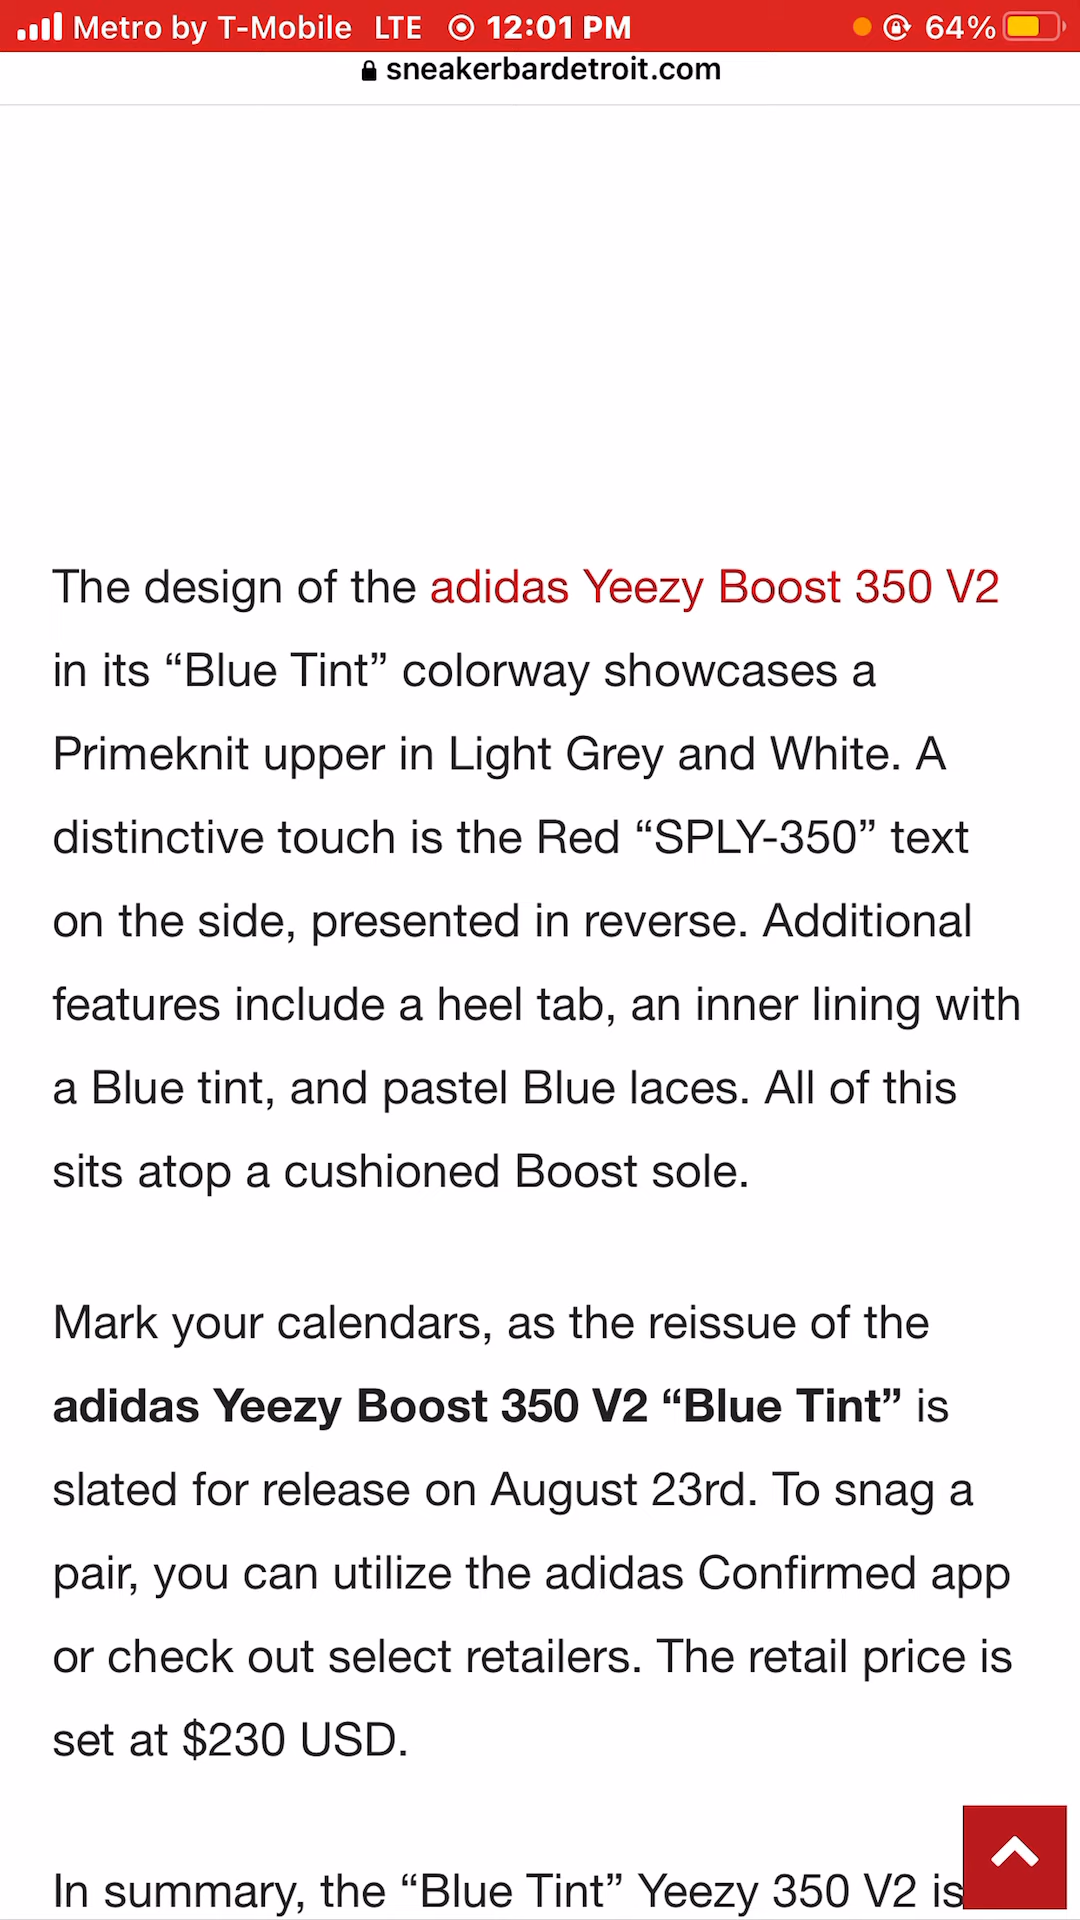 Metro by T-Mobile LTE 12:01 PM 64%
sneakerbardetroit.com
The design of the adidas Yeezy Boost 350 V2
in its “Blue Tint” colorway showcases a
Primeknit upper in Light Grey and White. A
distinctive touch is the Red “SPLY-350” text
on the side, presented in reverse. Additional
features include a heel tab, an inner lining with
a Blue tint, and pastel Blue laces. All of this
sits atop a cushioned Boost sole.
Mark your calendars, as the reissue of the
adidas Yeezy Boost 350 V2 “Blue Tint” is
slated for release on August 23rd. To snag a
pair, you can utilize the adidas Confirmed app
or check out select retailers. The retail price is
set at $230 USD.
In summary, the “Blue Tint” Yeezy 350 V2 is